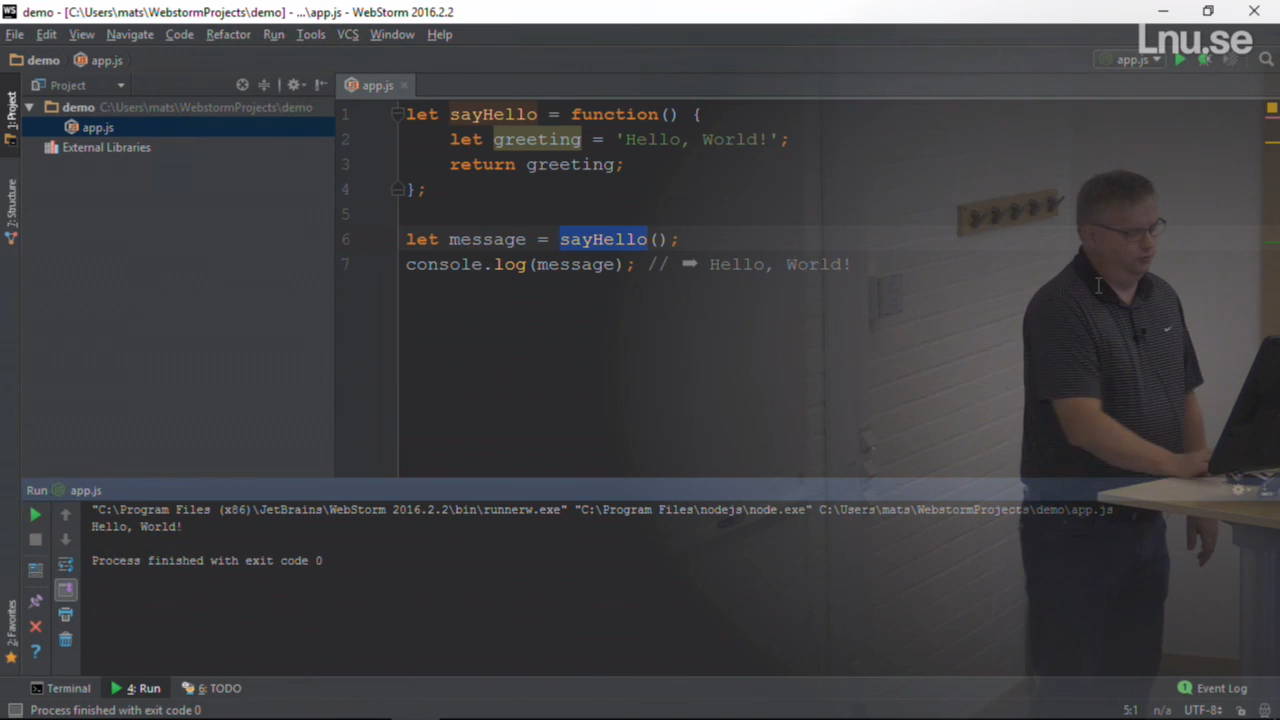 WS demo - [C:\Users\mats\WebstormProjects\demo] - ...\app.js - WebStorm 2016.2.2
File Edit View Navigate Code Refactor Run Tools VCS Window Help
Lnu.se
demo app.js
app.js
1: Project
Project
app.js
demo C:\Users\mats\WebstormProjects\demo
app.js
External Libraries
7: Structure
1 let sayHello = function() {
2 let greeting = 'Hello, World!';
3 return greeting;
4 };
5
6 let message = sayHello();
7 console.log(message); // ➡ Hello, World!
Run app.js
"C:\Program Files (x86)\JetBrains\WebStorm 2016.2.2\bin\runnerw.exe" "C:\Program Files\nodejs\node.exe" C:\Users\mats\WebstormProjects\demo\app.js
Hello, World!
Process finished with exit code 0
2: Favorites
Terminal 4: Run 6: TODO
1 Event Log
Process finished with exit code 0
5:1 n/a UTF-8